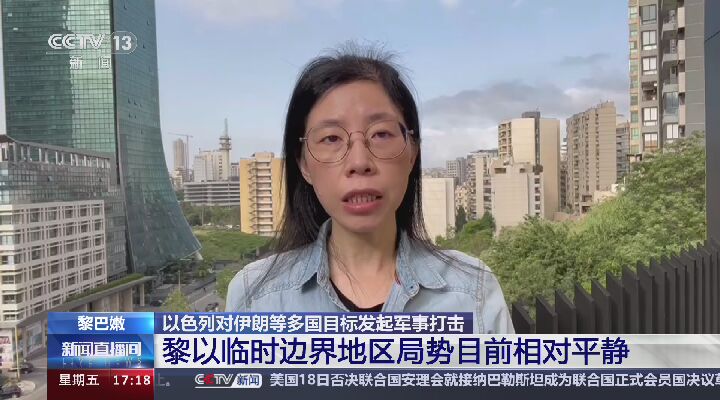 CCTV 13
新闻
黎巴嫩
以色列对伊朗等多国目标发起军事打击
新闻直播间
黎以临时边界地区局势目前相对平静
星期五 17:18
CCTV 新闻 美国18日否决联合国安理会就接纳巴勒斯坦成为联合国正式会员国决议草